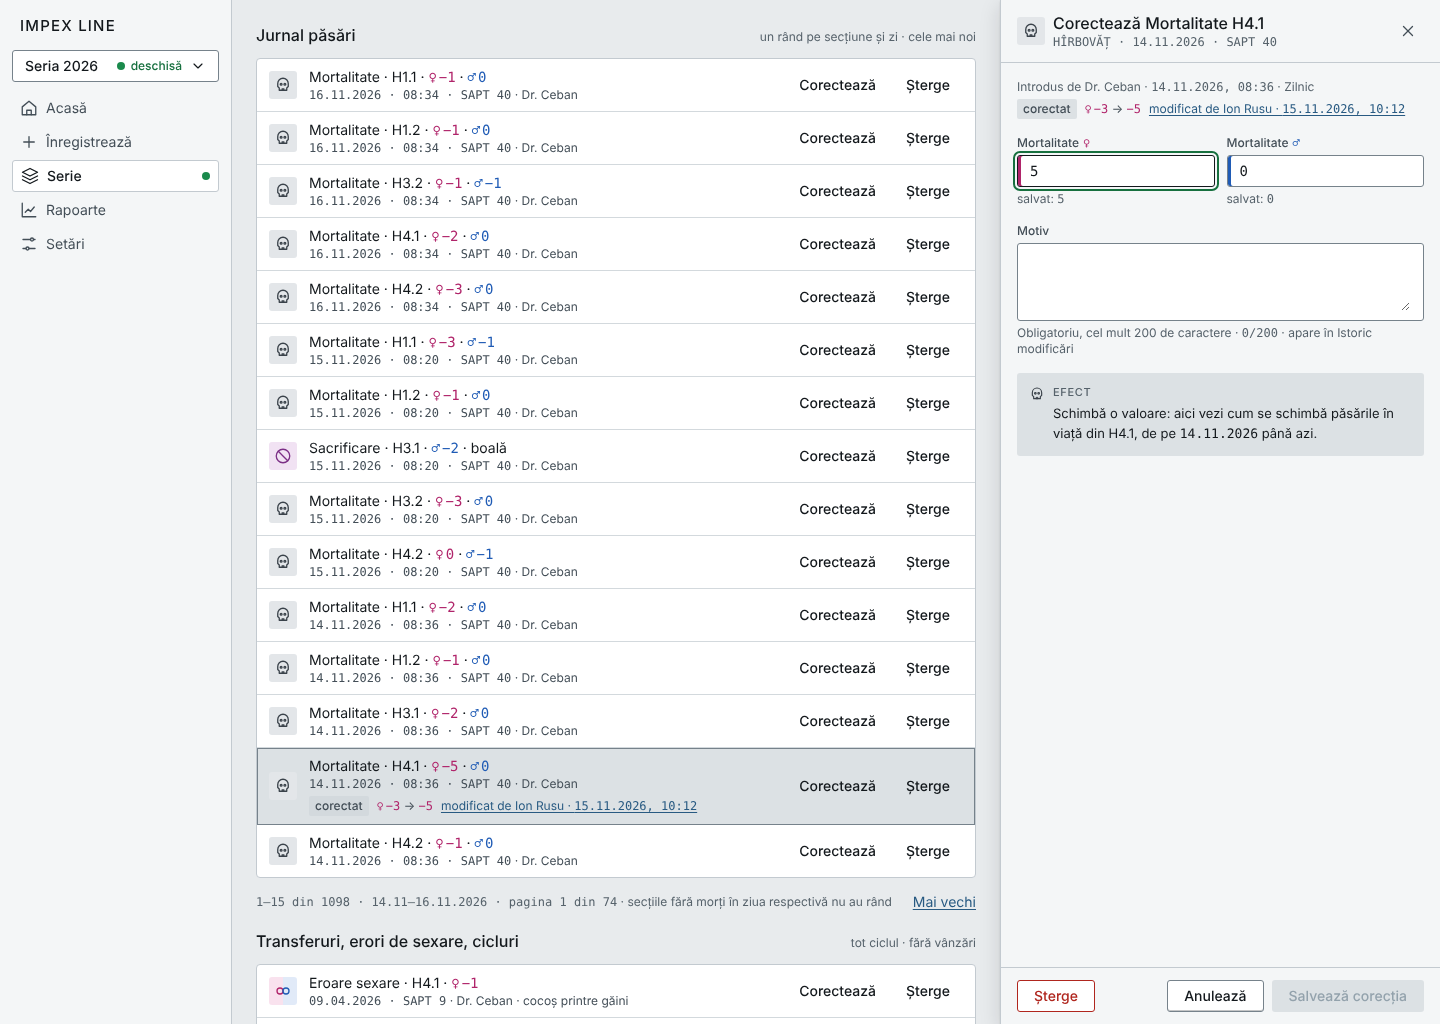 IMPEX LINE
Seria 2026 deschisă
Acasă
Înregistrează
Serie
Rapoarte
Setări
Jurnal păsări
un rând pe secțiune și zi · cele mai noi
Mortalitate · H1.1 · ♀−1 · ♂0
16.11.2026 · 08:34 · SAPT 40 · Dr. Ceban
Corectează Șterge
Mortalitate · H1.2 · ♀−1 · ♂0
16.11.2026 · 08:34 · SAPT 40 · Dr. Ceban
Corectează Șterge
Mortalitate · H3.2 · ♀−1 · ♂−1
16.11.2026 · 08:34 · SAPT 40 · Dr. Ceban
Corectează Șterge
Mortalitate · H4.1 · ♀−2 · ♂0
16.11.2026 · 08:34 · SAPT 40 · Dr. Ceban
Corectează Șterge
Mortalitate · H4.2 · ♀−3 · ♂0
16.11.2026 · 08:34 · SAPT 40 · Dr. Ceban
Corectează Șterge
Mortalitate · H1.1 · ♀−3 · ♂−1
15.11.2026 · 08:20 · SAPT 40 · Dr. Ceban
Corectează Șterge
Mortalitate · H1.2 · ♀−1 · ♂0
15.11.2026 · 08:20 · SAPT 40 · Dr. Ceban
Corectează Șterge
Sacrificare · H3.1 · ♂−2 · boală
15.11.2026 · 08:20 · SAPT 40 · Dr. Ceban
Corectează Șterge
Mortalitate · H3.2 · ♀−3 · ♂0
15.11.2026 · 08:20 · SAPT 40 · Dr. Ceban
Corectează Șterge
Mortalitate · H4.2 · ♀0 · ♂−1
15.11.2026 · 08:20 · SAPT 40 · Dr. Ceban
Corectează Șterge
Mortalitate · H1.1 · ♀−2 · ♂0
14.11.2026 · 08:36 · SAPT 40 · Dr. Ceban
Corectează Șterge
Mortalitate · H1.2 · ♀−1 · ♂0
14.11.2026 · 08:36 · SAPT 40 · Dr. Ceban
Corectează Șterge
Mortalitate · H3.1 · ♀−2 · ♂0
14.11.2026 · 08:36 · SAPT 40 · Dr. Ceban
Corectează Șterge
Mortalitate · H4.1 · ♀−5 · ♂0
14.11.2026 · 08:36 · SAPT 40 · Dr. Ceban
corectat ♀−3 → −5 modificat de Ion Rusu · 15.11.2026, 10:12
Corectează Șterge
Mortalitate · H4.2 · ♀−1 · ♂0
14.11.2026 · 08:36 · SAPT 40 · Dr. Ceban
Corectează Șterge
1–15 din 1098 · 14.11–16.11.2026 · pagina 1 din 74 · secțiile fără morți în ziua respectivă nu au rând
Mai vechi
Transferuri, erori de sexare, cicluri
tot ciclul · fără vânzări
Eroare sexare · H4.1 · ♀−1
09.04.2026 · SAPT 9 · Dr. Ceban · cocoș printre găini
Corectează Șterge
Corectează Mortalitate H4.1
HÎRBOVĂȚ · 14.11.2026 · SAPT 40
Introdus de Dr. Ceban · 14.11.2026, 08:36 · Zilnic
corectat ♀−3 → −5 modificat de Ion Rusu · 15.11.2026, 10:12
Mortalitate ♀ Mortalitate ♂
5 0
salvat: 5 salvat: 0
Motiv
Obligatoriu, cel mult 200 de caractere · 0/200 · apare în Istoric
modificări
EFECT
Schimbă o valoare: aici vezi cum se schimbă păsările în
viață din H4.1, de pe 14.11.2026 până azi.
Șterge Anulează Salvează corecția